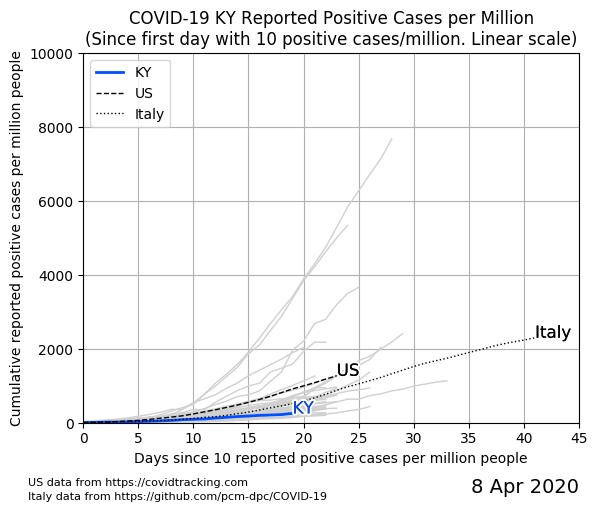 COVID-19 KY Reported Positive Cases per Million
(Since first day with 10 positive cases/million. Linear scale)
Cumulative reported positive cases per million people
10000
8000
6000
4000
2000
0
KY
US
Italy
Italy
US
KY
0 5 10 15 20 25 30 35 40 45
Days since 10 reported positive cases per million people
US data from https://covidtracking.com
Italy data from https://github.com/pcm-dpc/COVID-19
8 Apr 2020